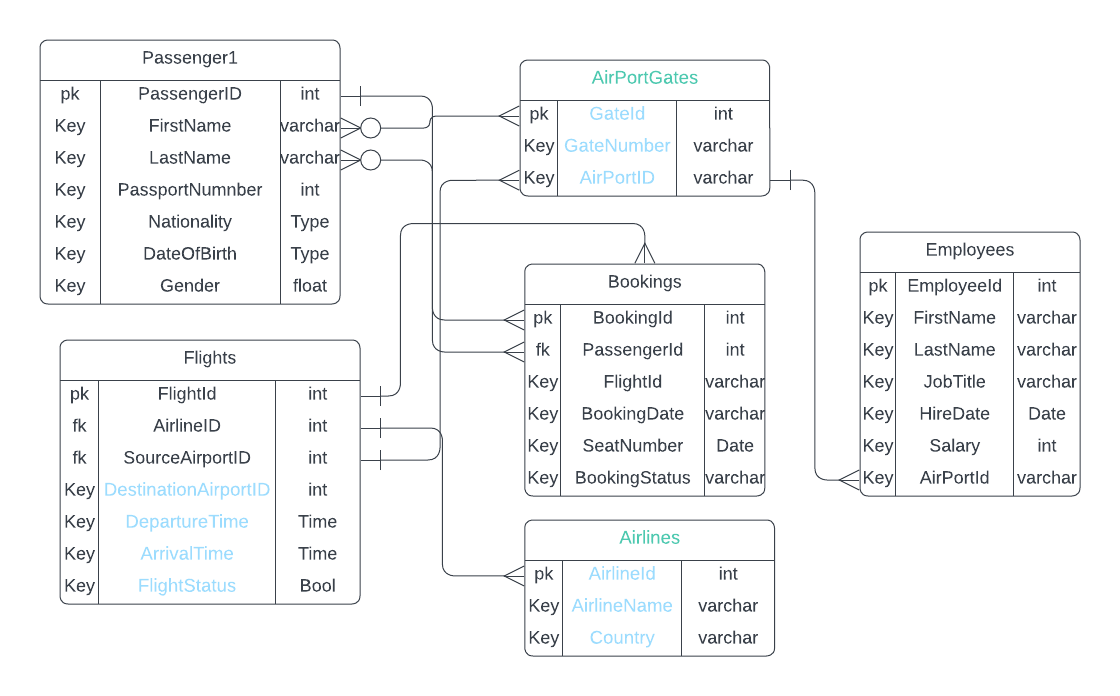 Passenger1
pk PassengerID int
Key FirstName varchar
Key LastName varchar
Key PassportNumnber int
Key Nationality Type
Key DateOfBirth Type
Key Gender float
AirPortGates
pk GateId int
Key GateNumber varchar
Key AirPortID varchar
Employees
pk EmployeeId int
Key FirstName varchar
Key LastName varchar
Key JobTitle varchar
Key HireDate Date
Key Salary int
Key AirPortId varchar
Bookings
pk BookingId int
fk PassengerId int
Key FlightId varchar
Key BookingDate varchar
Key SeatNumber Date
Key BookingStatus varchar
Flights
pk FlightId int
fk AirlineID int
fk SourceAirportID int
Key DestinationAirportID int
Key DepartureTime Time
Key ArrivalTime Time
Key FlightStatus Bool
Airlines
pk AirlineId int
Key AirlineName varchar
Key Country varchar